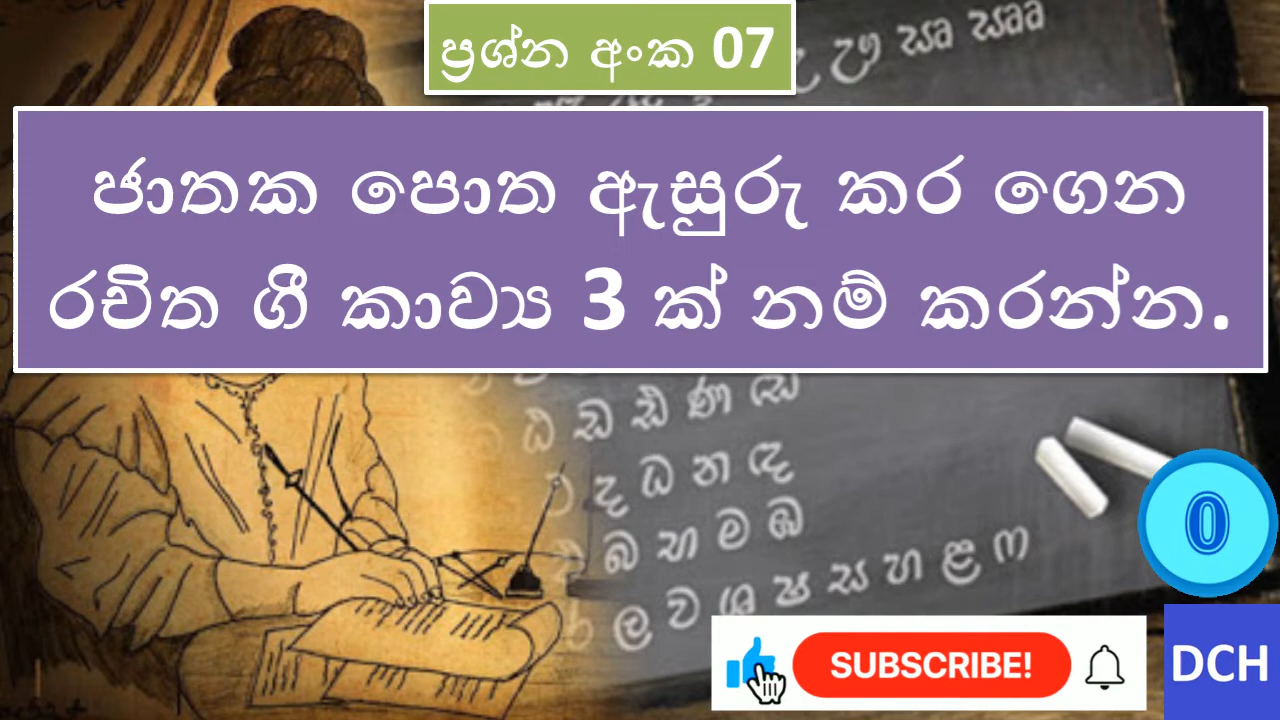 ප්‍රශ්න අංක 07
ඍ ඎ
ජාතක පොත ඇසුරු කර ගෙන
රචිත ගී කාව්‍ය 3 ක් නම් කරන්න.
ඨ ඩ ඪ ණ ඬ
ද ධ න ඳ
බ භ ම ඹ
ල ව ශ ෂ ස හ ළ ෆ
0
SUBSCRIBE!
DCH